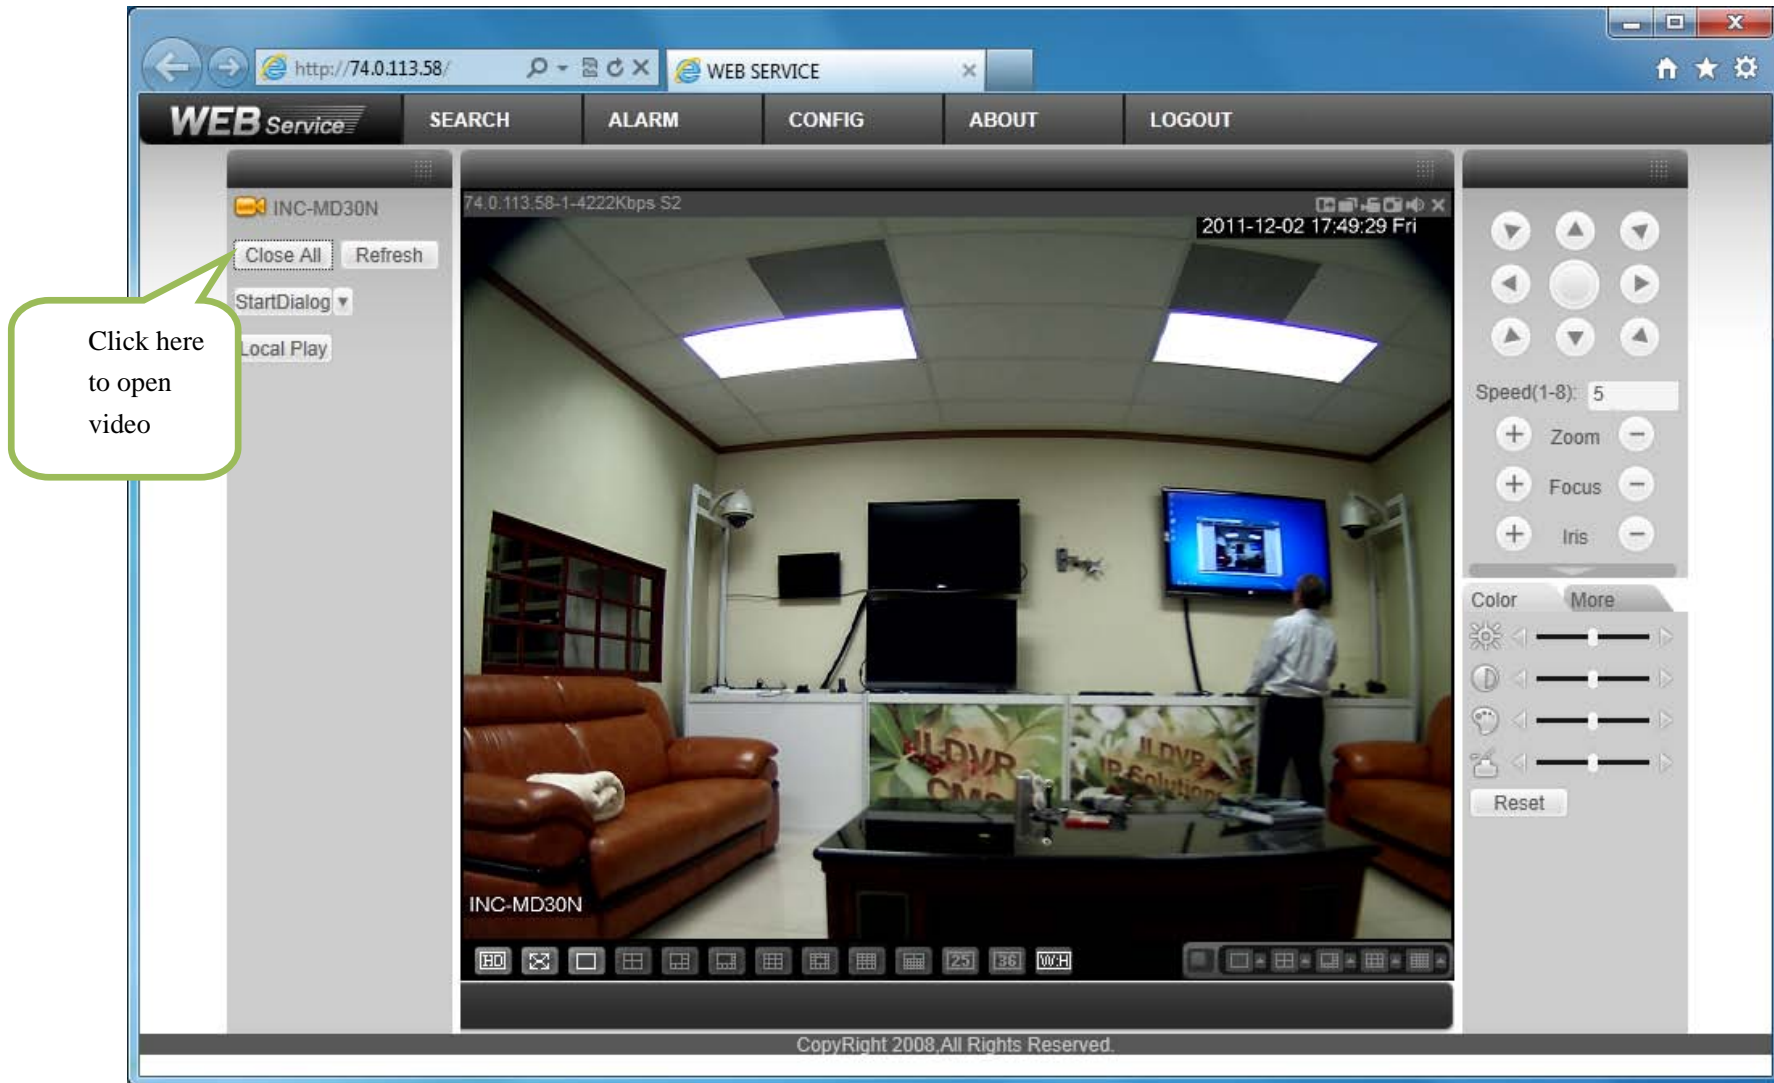 http://74.0.113.58/
WEB SERVICE
WEB Service
SEARCH
ALARM
CONFIG
ABOUT
LOGOUT
INC-MD30N
Close All
Refresh
StartDialog
Local Play
Click here
to open
video
74.0.113.58-1-4222Kbps S2
2011-12-02 17:49:29 Fri
IP Solutions
INC-MD30N
HD
25
36
W:H
Speed(1-8):
5
Zoom
Focus
Iris
Color
More
Reset
CopyRight 2008,All Rights Reserved.